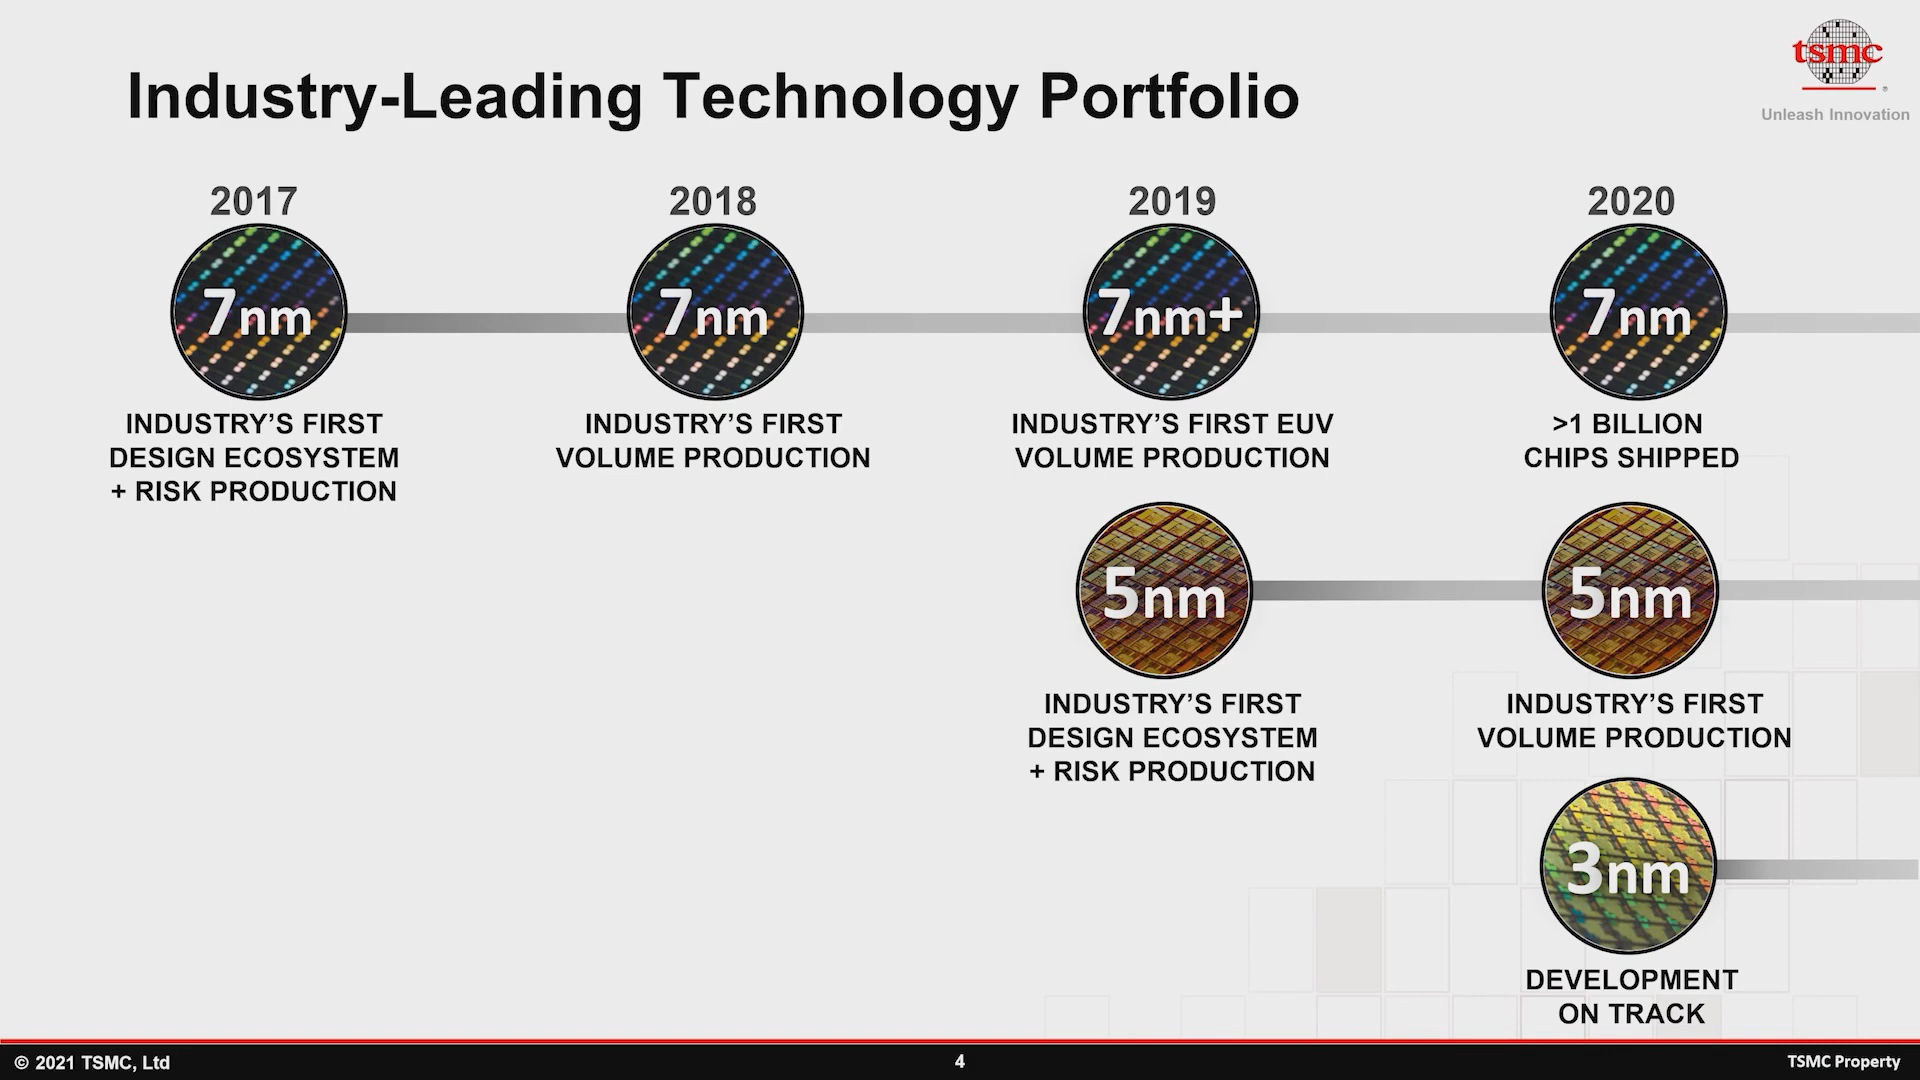 Industry-Leading Technology Portfolio
tsmc
®
Unleash Innovation
2017
2018
2019
2020
7nm
7nm
7nm+
7nm
INDUSTRY’S FIRST
DESIGN ECOSYSTEM
+ RISK PRODUCTION
INDUSTRY’S FIRST
VOLUME PRODUCTION
INDUSTRY’S FIRST EUV
VOLUME PRODUCTION
>1 BILLION
CHIPS SHIPPED
5nm
5nm
INDUSTRY’S FIRST
DESIGN ECOSYSTEM
+ RISK PRODUCTION
INDUSTRY’S FIRST
VOLUME PRODUCTION
3nm
DEVELOPMENT
ON TRACK
© 2021 TSMC, Ltd
4
TSMC Property